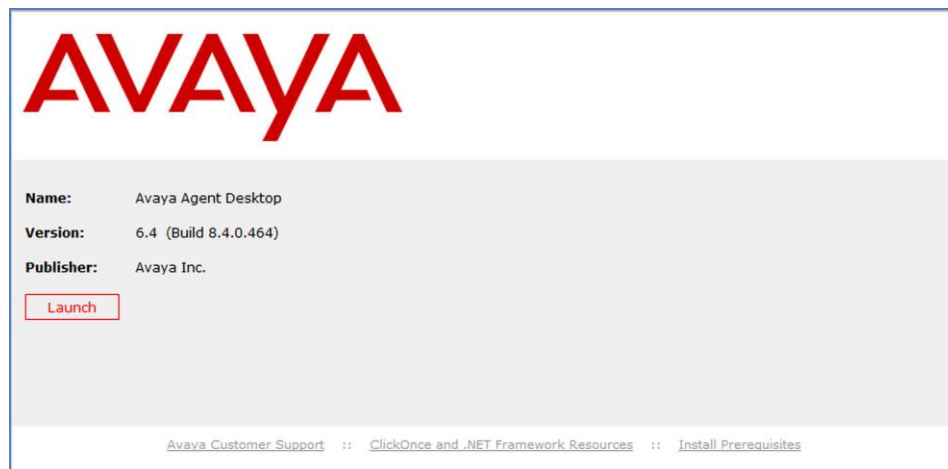 AVAYA
Name: Avaya Agent Desktop
Version: 6.4 (Build 8.4.0.464)
Publisher: Avaya Inc.
Launch
Avaya Customer Support :: ClickOnce and .NET Framework Resources :: Install Prerequisites